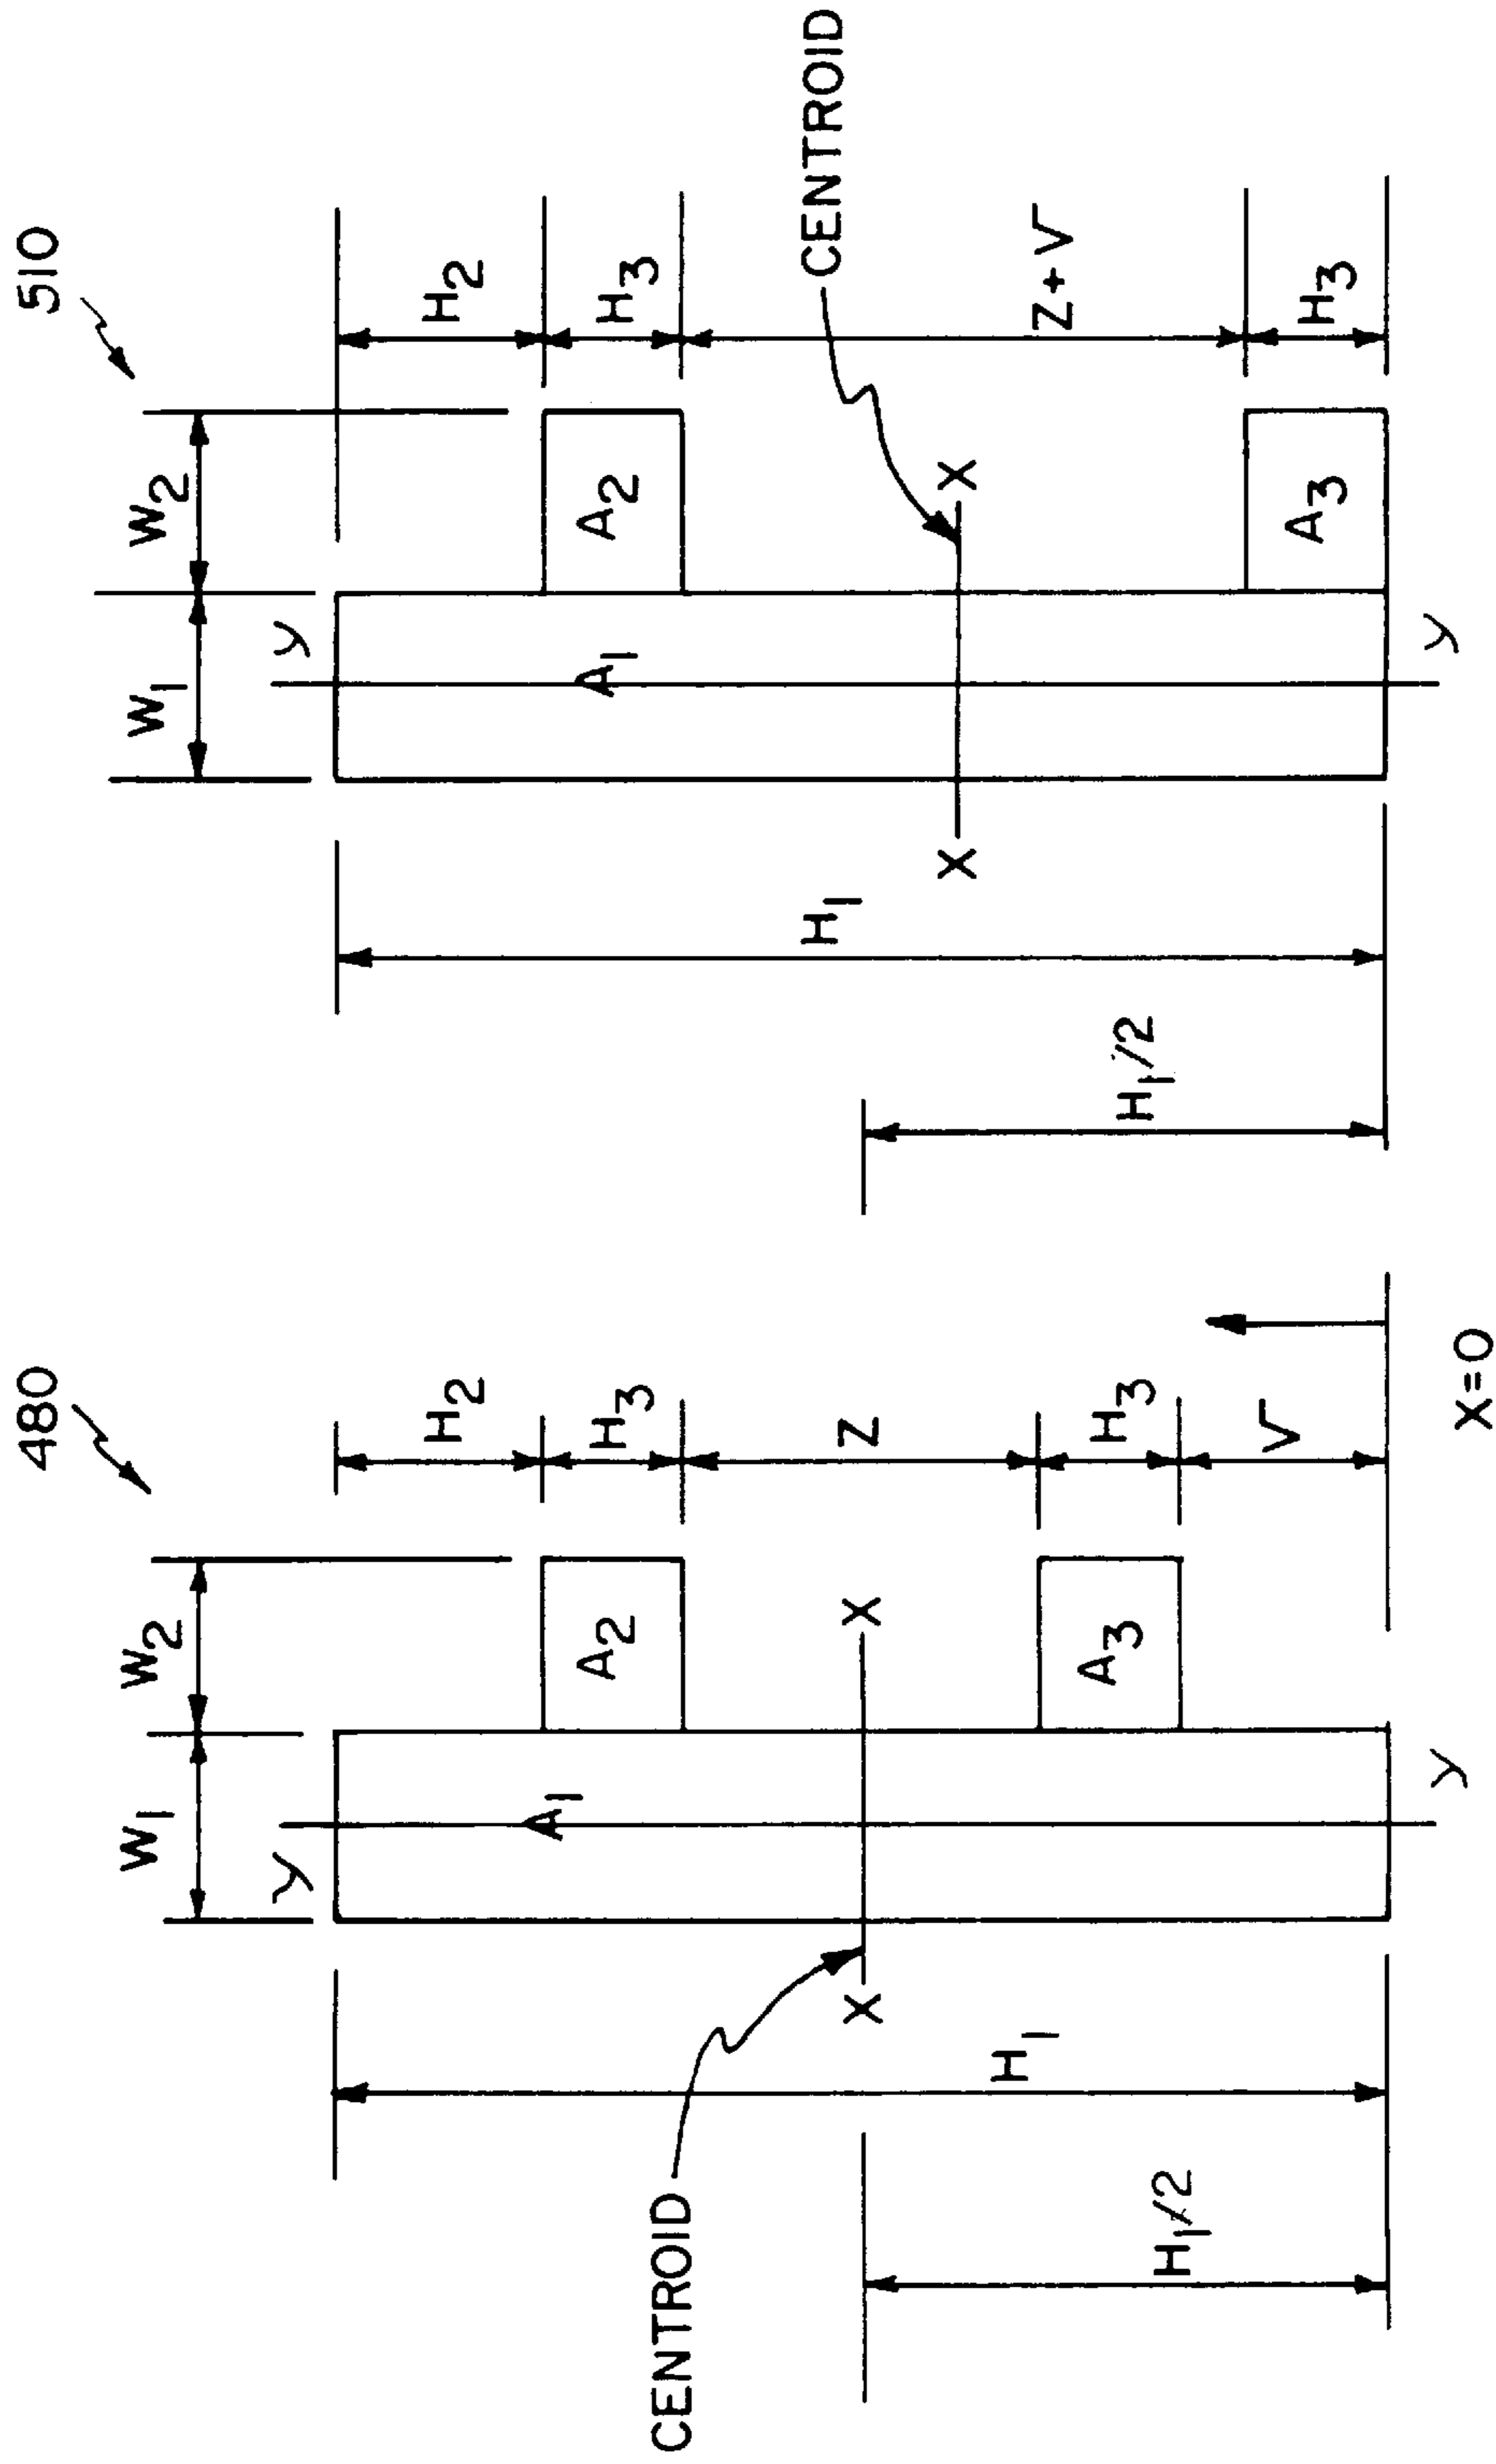 480
W₁ W₂
y
H₂
A₁ A₂ H₃
CENTROID
X X Z
H₁
A₃ H₃
H₁/2
V
y
X=0
510
W₁ W₂
y
H₂
A₁ A₂ H₃
CENTROID
H₁
X X
Z+V
H₁/2
A₃ H₃
y